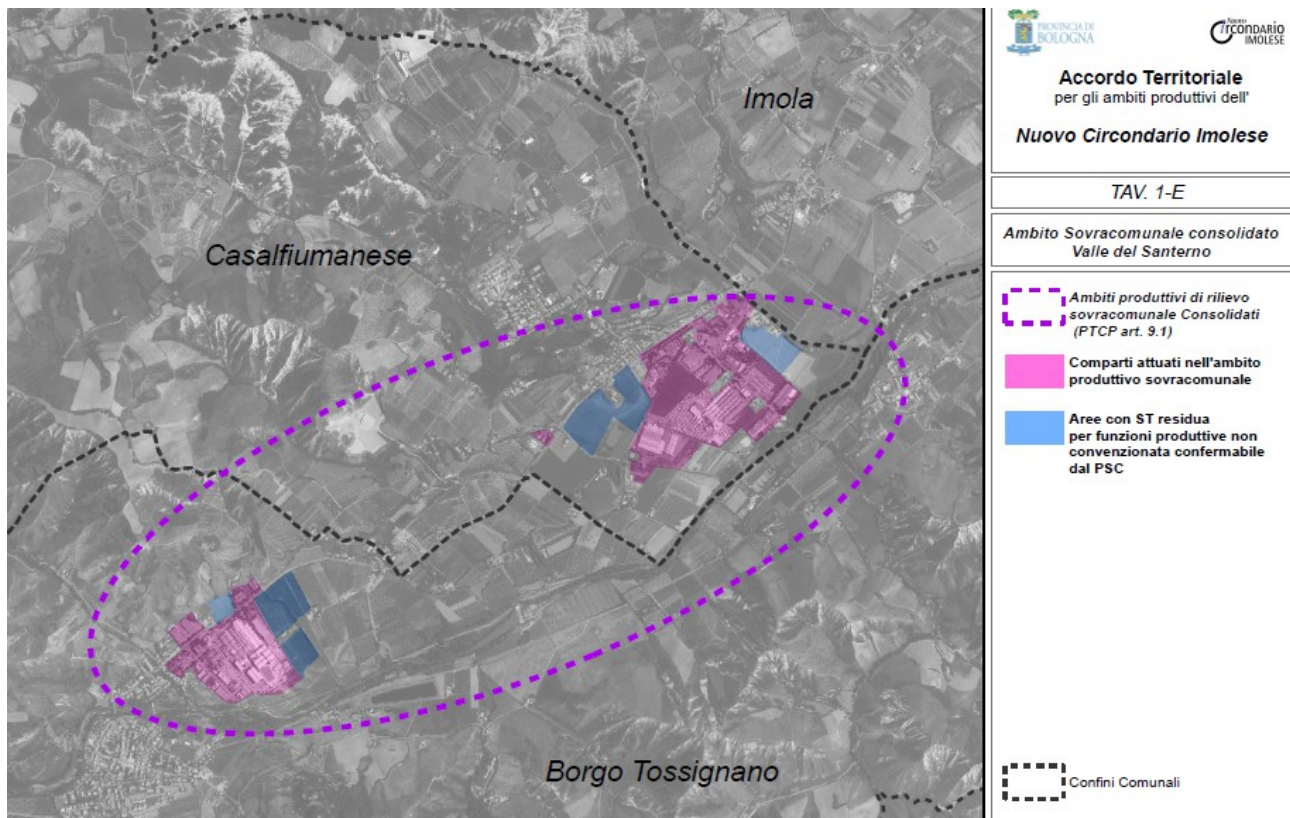 Imola
Casalfiumanese
Borgo Tossignano
PROVINCIA DI
BOLOGNA
Nuovo
Circondario
IMOLESE
Accordo Territoriale
per gli ambiti produttivi dell'
Nuovo Circondario Imolese
TAV. 1-E
Ambito Sovracomunale consolidato
Valle del Santerno
Ambiti produttivi di rilievo
sovracomunale Consolidati
(PTCP art. 9.1)
Comparti attuati nell'ambito
produttivo sovracomunale
Aree con ST residua
per funzioni produttive non
convenzionata confermabile
dal PSC
Confini Comunali